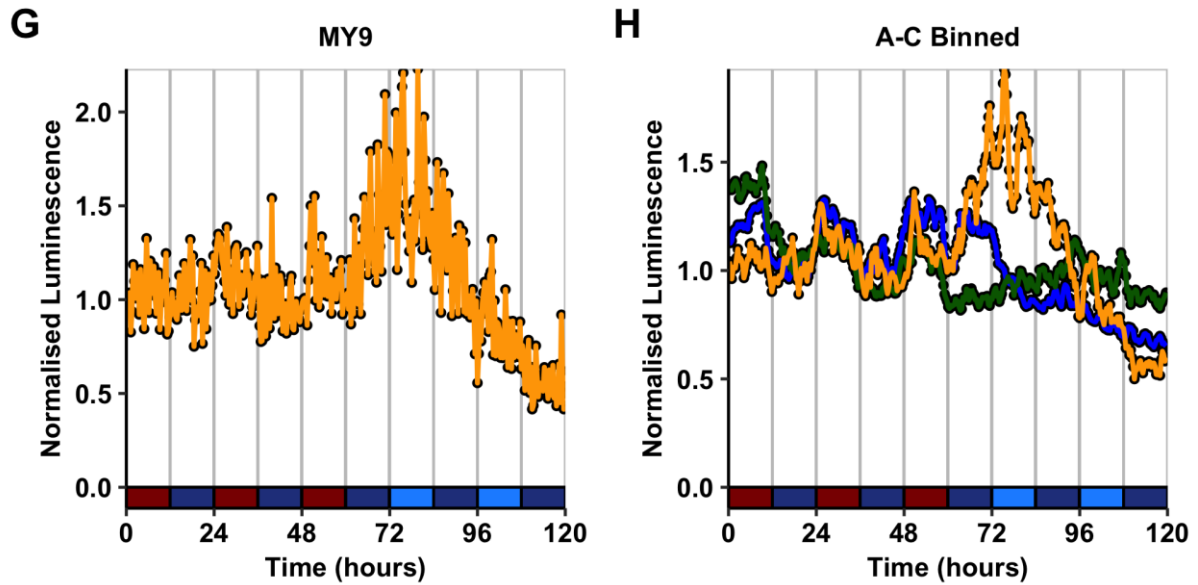 G
MY9
Normalised Luminescence
2.0
1.5
1.0
0.5
0.0
0 24 48 72 96 120
Time (hours)
H
A-C Binned
Normalised Luminescence
1.5
1.0
0.5
0.0
0 24 48 72 96 120
Time (hours)